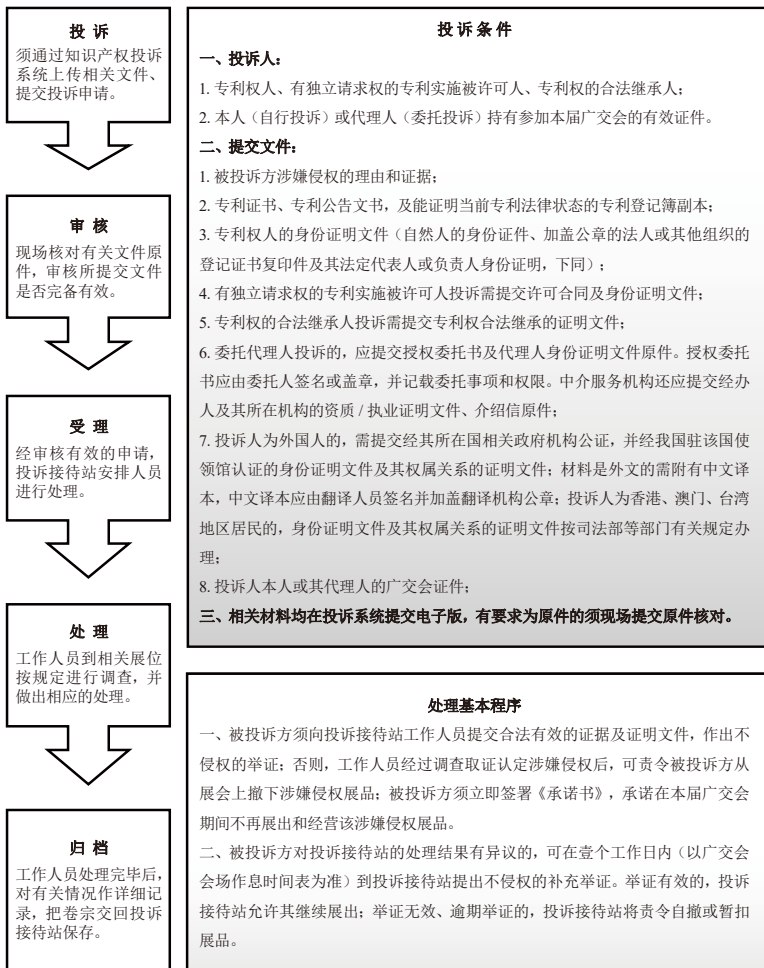 投 诉
须通过知识产权投诉
系统上传相关文件、
提交投诉申请。
审 核
现场核对有关文件原
件，审核所提交文件
是否完备有效。
受 理
经审核有效的申请，
投诉接待站安排人员
进行处理。
处 理
工作人员到相关展位
按规定进行调查，并
做出相应的处理。
归 档
工作人员处理完毕后，
对有关情况作详细记
录，把卷宗交回投诉
接待站保存。
投 诉 条 件
一、投诉人：
1. 专利权人、有独立请求权的专利实施被许可人、专利权的合法继承人；
2. 本人（自行投诉）或代理人（委托投诉）持有参加本届广交会的有效证件。
二、提交文件：
1. 被投诉方涉嫌侵权的理由和证据；
2. 专利证书、专利公告文书，及能证明当前专利法律状态的专利登记簿副本；
3. 专利权人的身份证明文件（自然人的身份证件、加盖公章的法人或其他组织的
登记证书复印件及其法定代表人或负责人身份证明，下同）；
4. 有独立请求权的专利实施被许可人投诉需提交许可合同及身份证明文件；
5. 专利权的合法继承人投诉需提交专利权合法继承的证明文件；
6. 委托代理人投诉的，应提交授权委托书及代理人身份证明文件原件。授权委托
书应由委托人签名或盖章，并记载委托事项和权限。中介服务机构还应提交经办
人及其所在机构的资质 / 执业证明文件、介绍信原件；
7. 投诉人为外国人的，需提交经其所在国相关政府机构公证，并经我国驻该国使
领馆认证的身份证明文件及其权属关系的证明文件；材料是外文的需附有中文译
本，中文译本应由翻译人员签名并加盖翻译机构公章；投诉人为香港、澳门、台湾
地区居民的，身份证明文件及其权属关系的证明文件按司法部等部门有关规定办
理；
8. 投诉人本人或其代理人的广交会证件；
三、相关材料均在投诉系统提交电子版，有要求为原件的须现场提交原件核对。
处理基本程序
一、被投诉方须向投诉接待站工作人员提交合法有效的证据及证明文件，作出不
侵权的举证；否则，工作人员经过调查取证认定涉嫌侵权后，可责令被投诉方从
展会上撤下涉嫌侵权展品；被投诉方须立即签署《承诺书》，承诺在本届广交会
期间不再展出和经营该涉嫌侵权展品。
二、被投诉方对投诉接待站的处理结果有异议的，可在壹个工作日内（以广交会
会场作息时间表为准）到投诉接待站提出不侵权的补充举证。举证有效的，投诉
接待站允许其继续展出；举证无效、逾期举证的，投诉接待站将责令自撤或暂扣
展品。